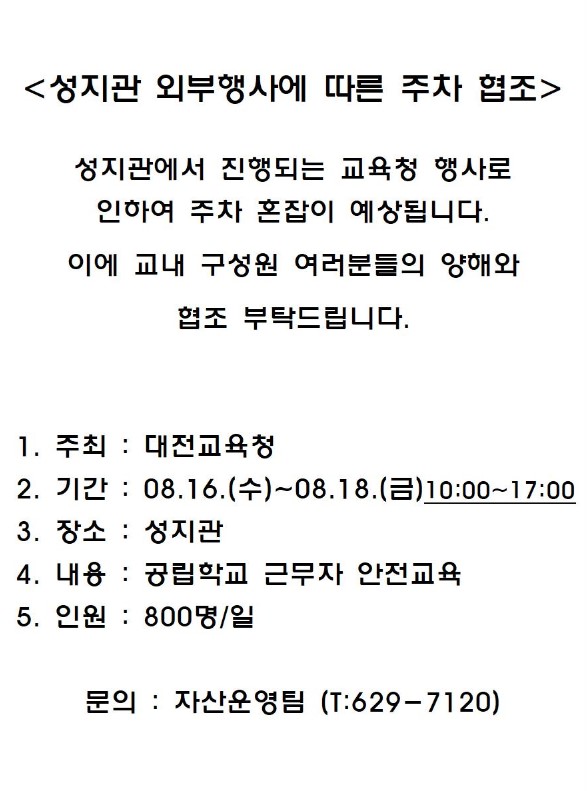 <성지관 외부행사에 따른 주차 협조>
성지관에서 진행되는 교육청 행사로
인하여 주차 혼잡이 예상됩니다.
이에 교내 구성원 여러분들의 양해와
협조 부탁드립니다.
1. 주최 : 대전교육청
2. 기간 : 08.16.(수)~08.18.(금)10:00~17:00
3. 장소 : 성지관
4. 내용 : 공립학교 근무자 안전교육
5. 인원 : 800명/일
문의 : 자산운영팀 (T:629-7120)